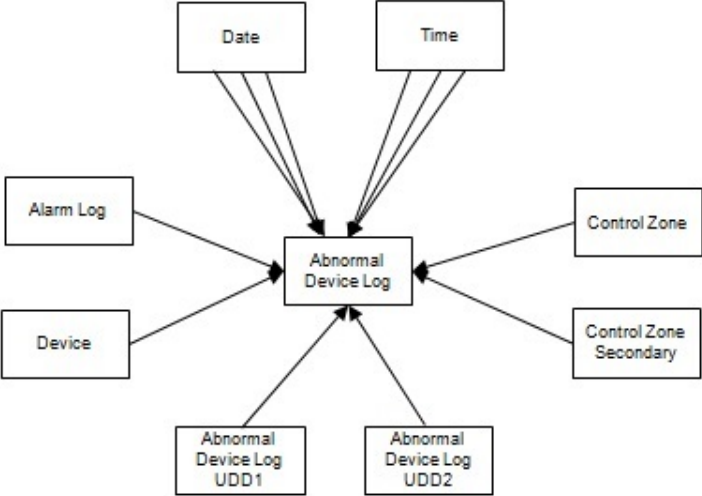 Date
Time
Alarm Log
Control Zone
Abnormal
Device Log
Device
Control Zone
Secondary
Abnormal
Device Log
UDD1
Abnormal
Device Log
UDD2